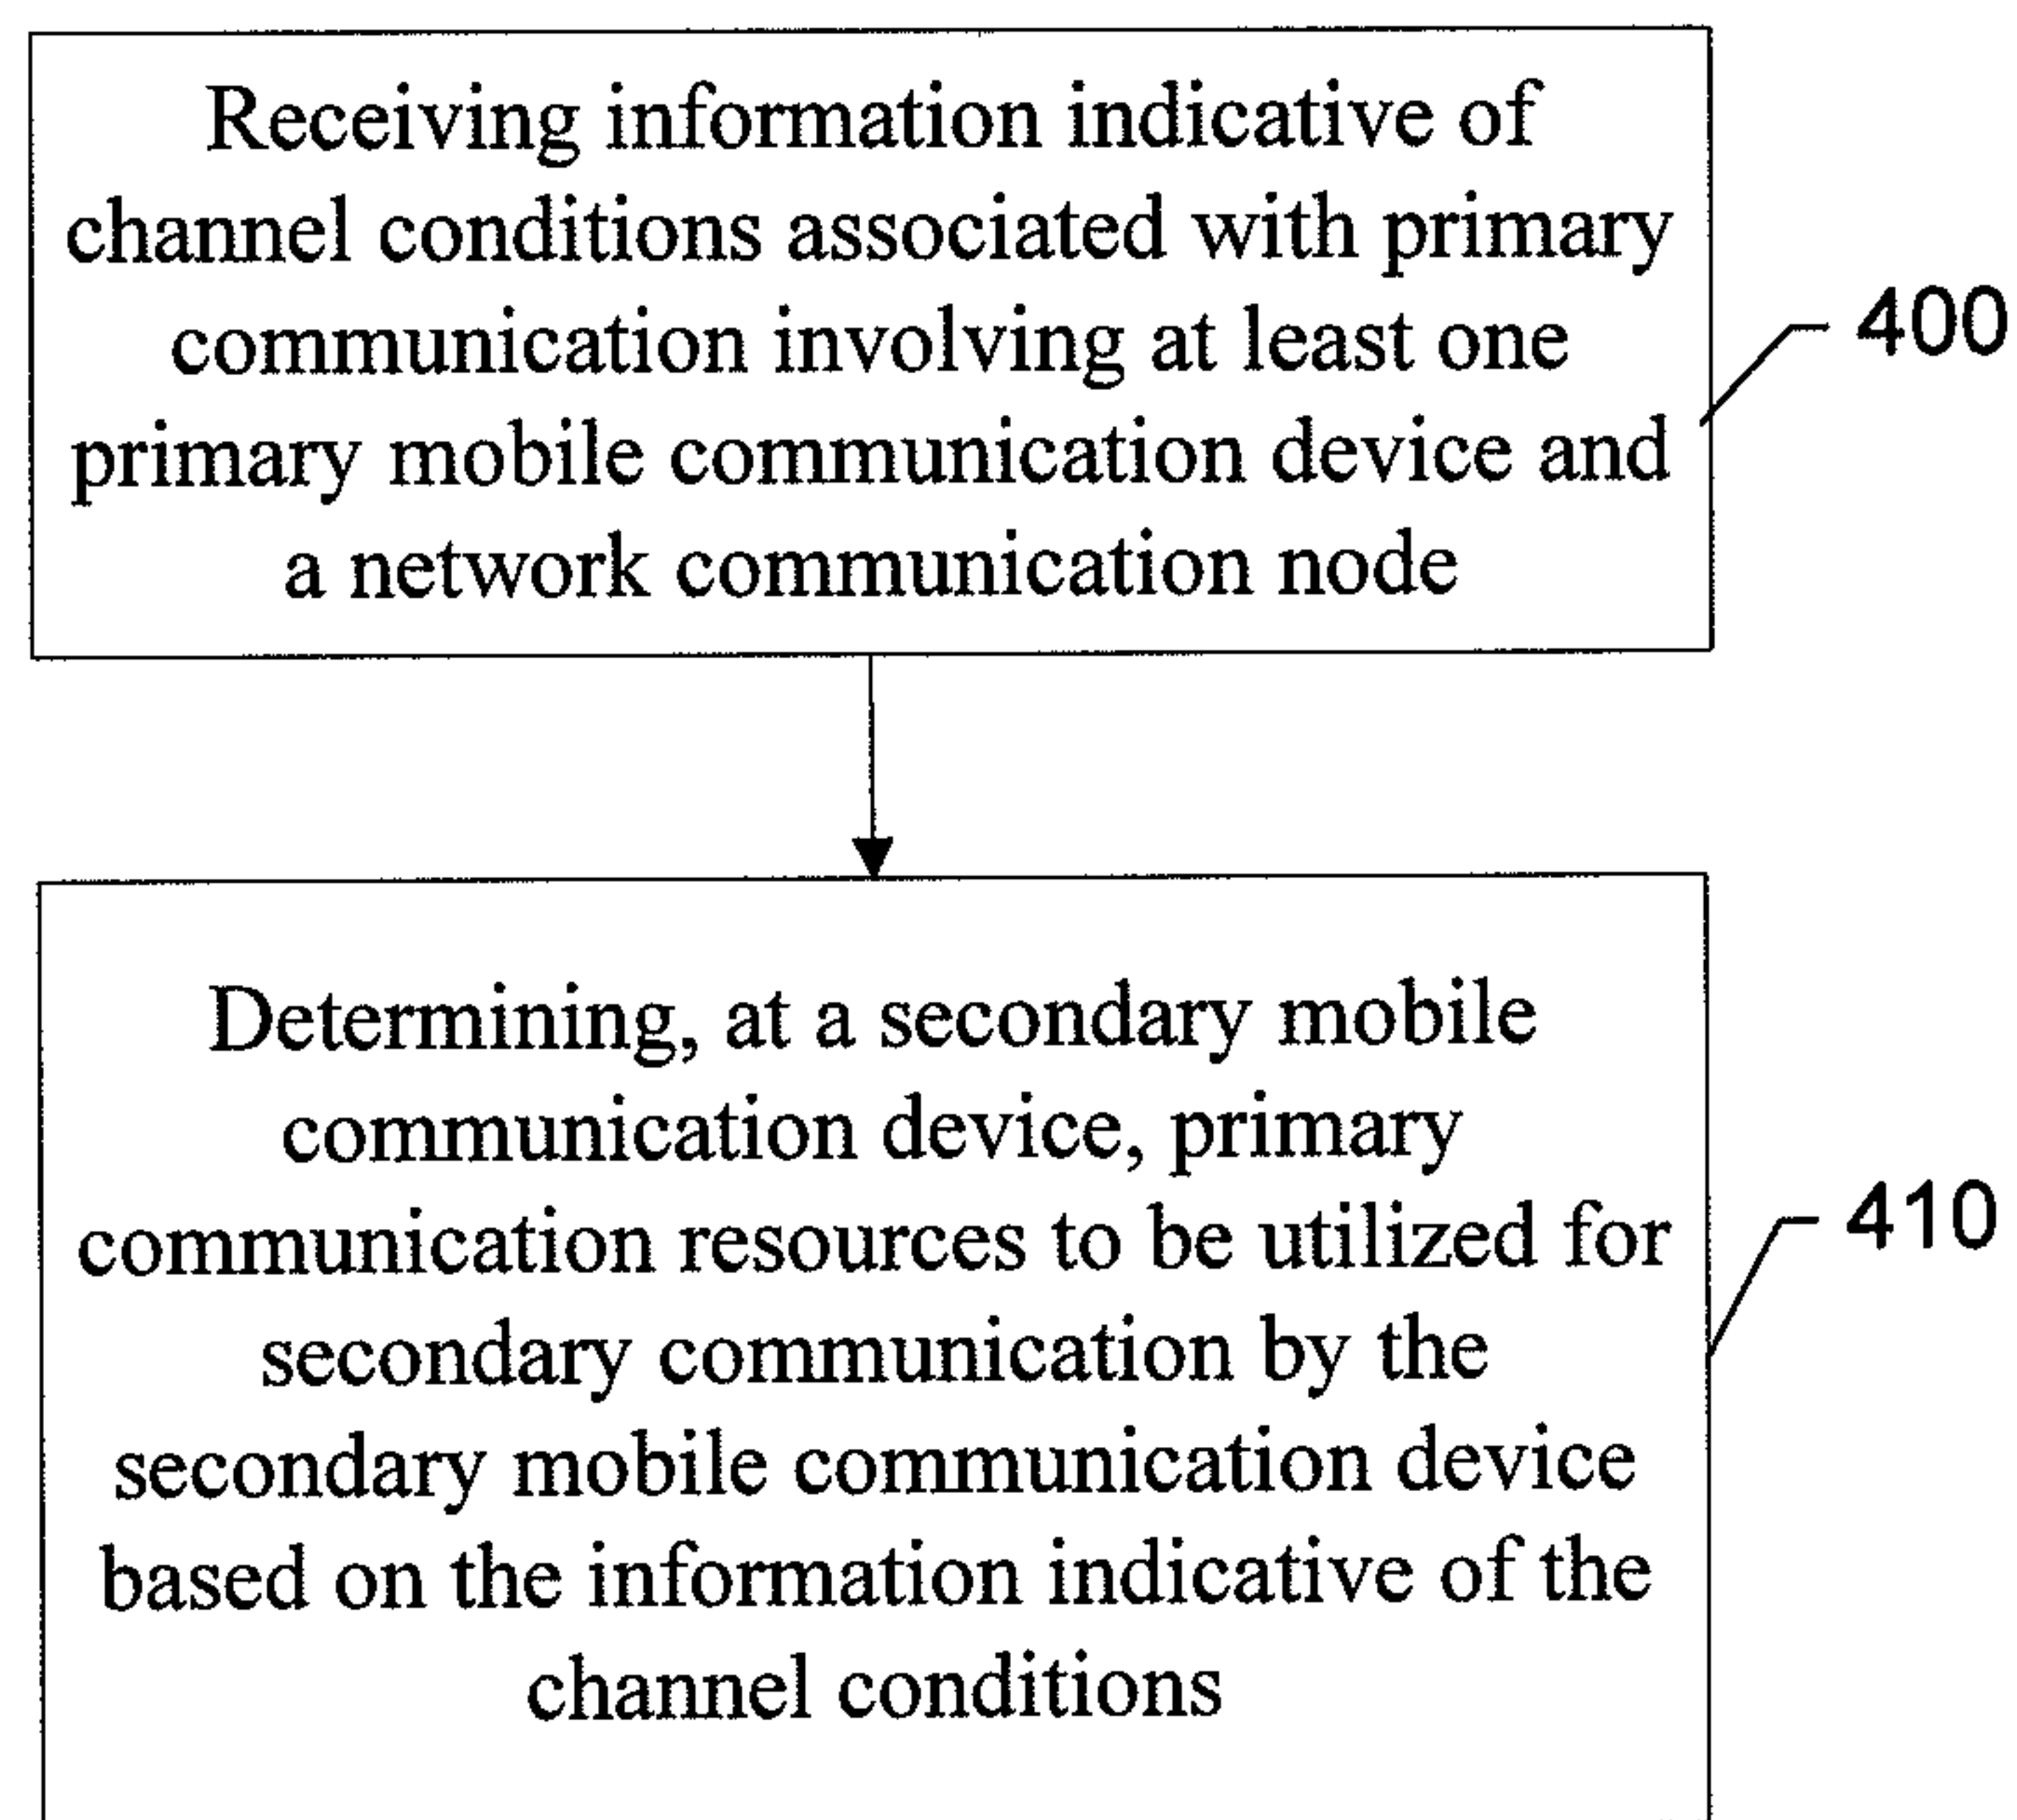 Receiving information indicative of
channel conditions associated with primary
communication involving at least one
primary mobile communication device and
a network communication node
400
Determining, at a secondary mobile
communication device, primary
communication resources to be utilized for
secondary communication by the
secondary mobile communication device
based on the information indicative of the
channel conditions
410